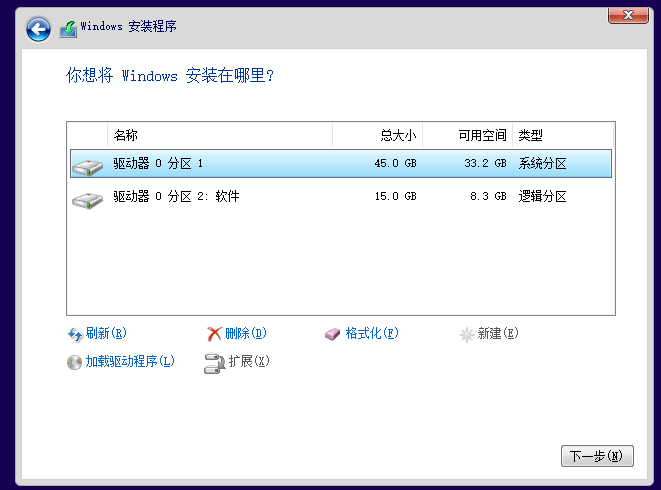 Windows 安装程序
你想将 Windows 安装在哪里?
名称 总大小 可用空间 类型
驱动器 0 分区 1 45.0 GB 33.2 GB 系统分区
驱动器 0 分区 2: 软件 15.0 GB 8.3 GB 逻辑分区
刷新(R) 删除(D) 格式化(F) 新建(E)
加载驱动程序(L) 扩展(X)
下一步(N)